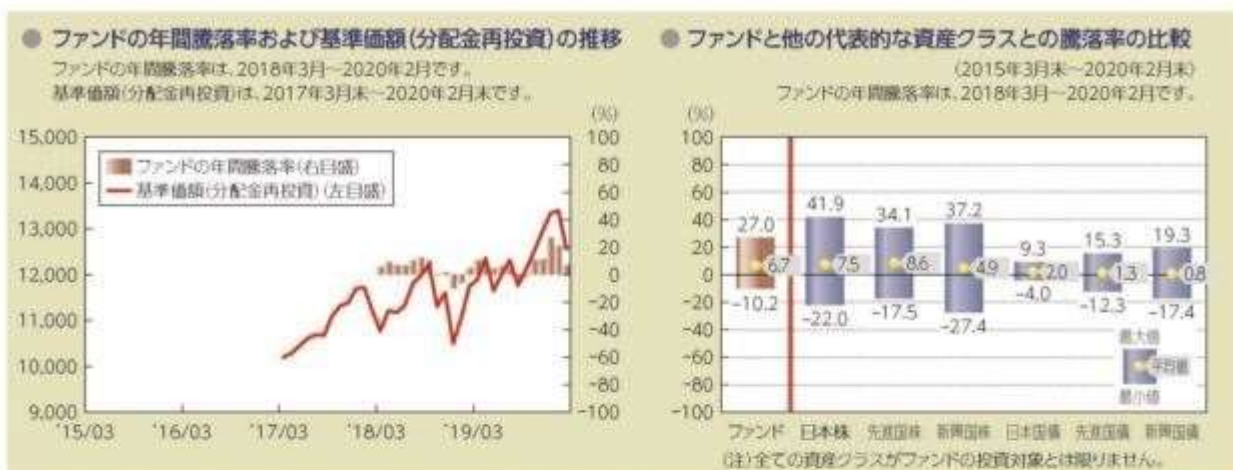 ● ファンドの年間騰落率および基準価額(分配金再投資)の推移
ファンドの年間騰落率は、2018年3月～2020年2月です。
基準価額(分配金再投資)は、2017年3月末～2020年2月末です。
(%)
15,000
14,000
13,000
12,000
11,000
10,000
9,000
100
80
60
40
20
0
-20
-40
-60
-80
-100
ファンドの年間騰落率(右目盛)
基準価額(分配金再投資)(左目盛)
'15/03 '16/03 '17/03 '18/03 '19/03
● ファンドと他の代表的な資産クラスとの騰落率の比較
(2015年3月末～2020年2月末)
ファンドの年間騰落率は、2018年3月～2020年2月です。
(%)
100
80
60
40
20
0
-20
-40
-60
-80
-100
27.0 41.9 34.1 37.2 9.3 15.3 19.3
6.7 7.5 8.6 4.9 2.0 1.3 0.8
-10.2 -22.0 -17.5 -27.4 -4.0 -12.3 -17.4
最大値
平均値
最小値
ファンド 日本株 先進国株 新興国株 日本国債 先進国債 新興国債
(注)全ての資産クラスがファンドの投資対象とは限りません。